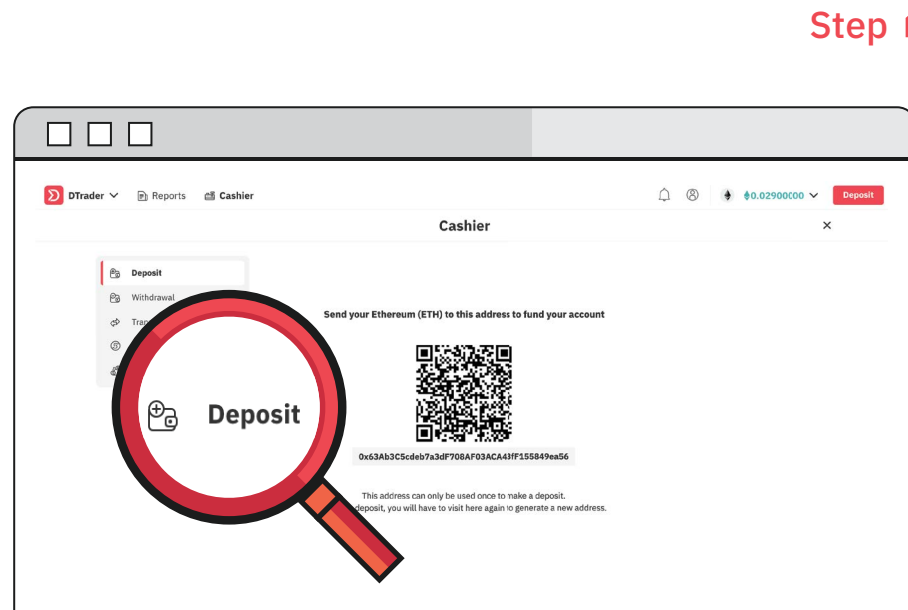 Step
DTrader Reports Cashier 0.02900000 Deposit
Cashier
Deposit
Withdrawal
Send your Ethereum (ETH) to this address to fund your account
Deposit
This address can only be used once to make a deposit.
deposit, you will have to visit here again to generate a new address.